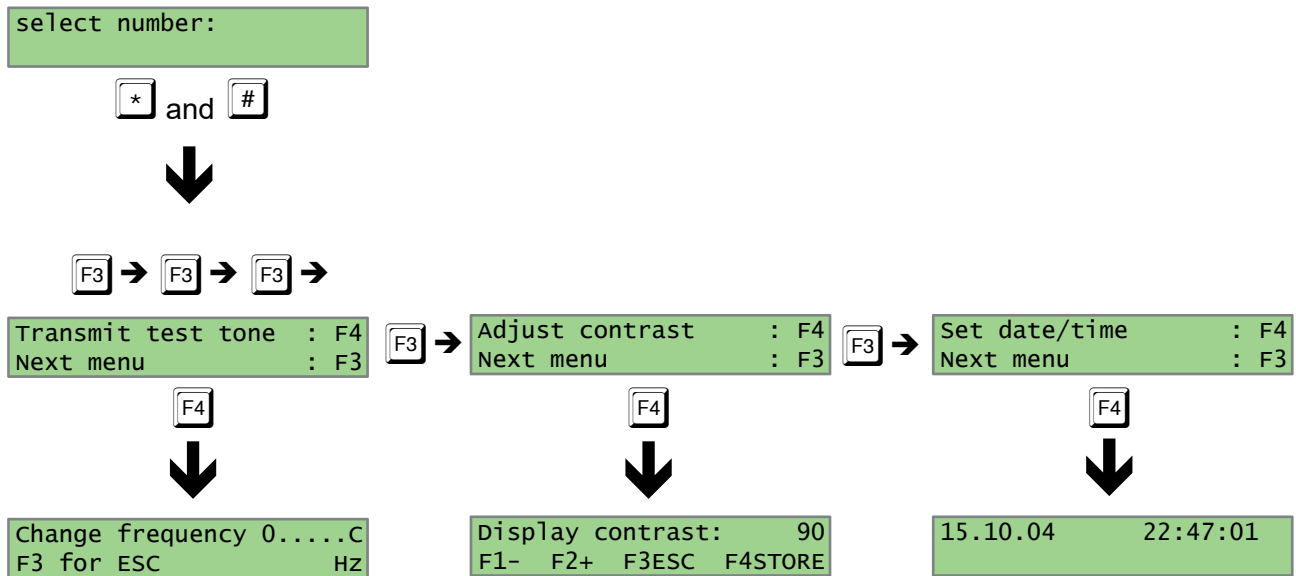 select number:
* and #
F3 F3 F3
Transmit test tone : F4
Next menu : F3
F3
Adjust contrast : F4
Next menu : F3
F3
Set date/time : F4
Next menu : F3
F4
F4
F4
Change frequency 0.....C
F3 for ESC Hz
Display contrast: 90
F1- F2+ F3ESC F4STORE
15.10.04 22:47:01